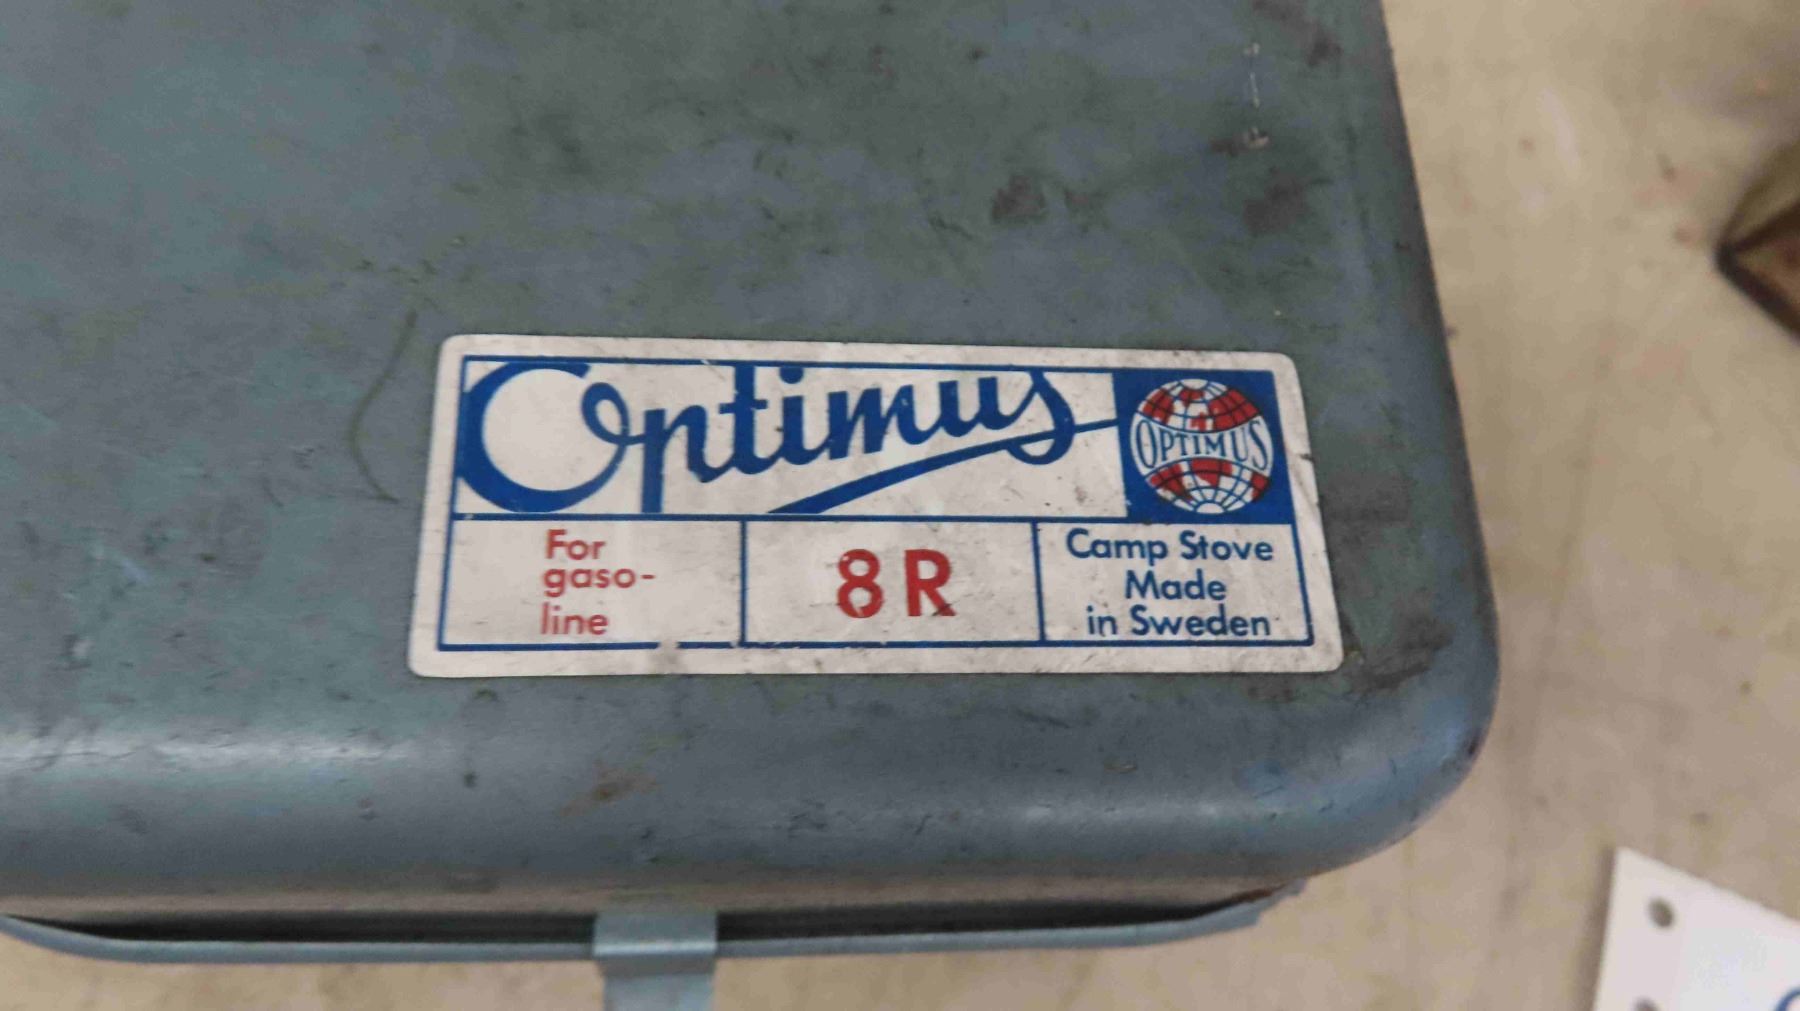 Optimus
OPTIMUS
For
gaso-
line
8R
Camp Stove
Made
in Sweden